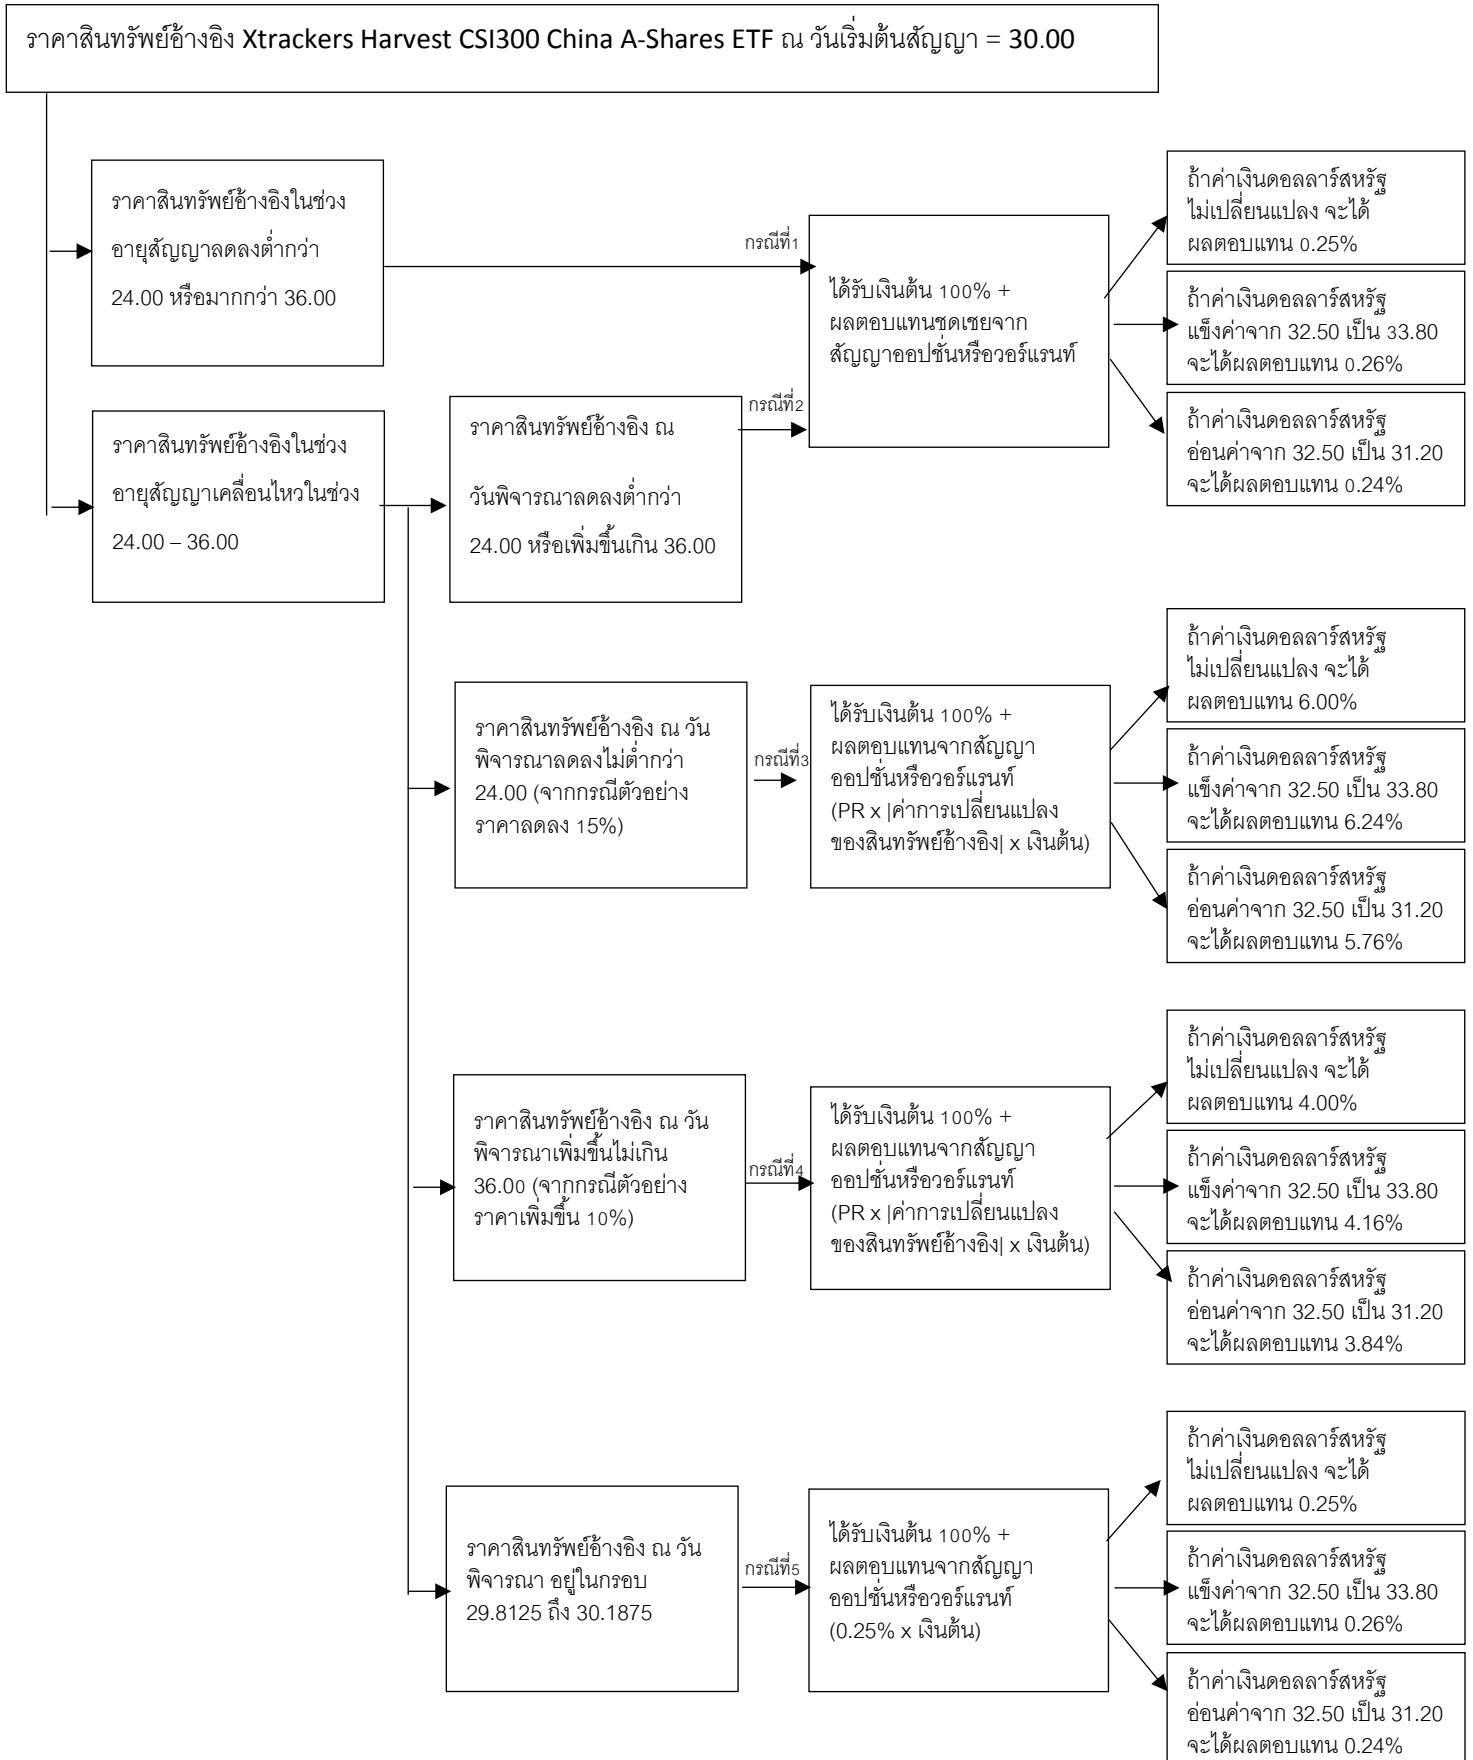 ราคาสินทรัพย์อ้างอิง Xtrackers Harvest CSI300 China A-Shares ETF ณ วันเริ่มต้นสัญญา = 30.00
ราคาสินทรัพย์อ้างอิงในช่วง
อายุสัญญาลดลงต่ำกว่า
24.00 หรือมากกว่า 36.00
กรณีที่1
ได้รับเงินต้น 100% +
ผลตอบแทนชดเชยจาก
สัญญาออปชั่นหรือวอร์แรนท์
ถ้าค่าเงินดอลลาร์สหรัฐ
ไม่เปลี่ยนแปลง จะได้
ผลตอบแทน 0.25%
ถ้าค่าเงินดอลลาร์สหรัฐ
แข็งค่าจาก 32.50 เป็น 33.80
จะได้ผลตอบแทน 0.26%
ถ้าค่าเงินดอลลาร์สหรัฐ
อ่อนค่าจาก 32.50 เป็น 31.20
จะได้ผลตอบแทน 0.24%
ราคาสินทรัพย์อ้างอิงในช่วง
อายุสัญญาเคลื่อนไหวในช่วง
24.00 – 36.00
ราคาสินทรัพย์อ้างอิง ณ
วันพิจารณาลดลงต่ำกว่า
24.00 หรือเพิ่มขึ้นเกิน 36.00
กรณีที่2
ราคาสินทรัพย์อ้างอิง ณ วัน
พิจารณาลดลงไม่ต่ำกว่า
24.00 (จากกรณีตัวอย่าง
ราคาลดลง 15%)
กรณีที่3
ได้รับเงินต้น 100% +
ผลตอบแทนจากสัญญา
ออปชั่นหรือวอร์แรนท์
(PR x |ค่าการเปลี่ยนแปลง
ของสินทรัพย์อ้างอิง| x เงินต้น)
ถ้าค่าเงินดอลลาร์สหรัฐ
ไม่เปลี่ยนแปลง จะได้
ผลตอบแทน 6.00%
ถ้าค่าเงินดอลลาร์สหรัฐ
แข็งค่าจาก 32.50 เป็น 33.80
จะได้ผลตอบแทน 6.24%
ถ้าค่าเงินดอลลาร์สหรัฐ
อ่อนค่าจาก 32.50 เป็น 31.20
จะได้ผลตอบแทน 5.76%
ราคาสินทรัพย์อ้างอิง ณ วัน
พิจารณาเพิ่มขึ้นไม่เกิน
36.00 (จากกรณีตัวอย่าง
ราคาเพิ่มขึ้น 10%)
กรณีที่4
ได้รับเงินต้น 100% +
ผลตอบแทนจากสัญญา
ออปชั่นหรือวอร์แรนท์
(PR x |ค่าการเปลี่ยนแปลง
ของสินทรัพย์อ้างอิง| x เงินต้น)
ถ้าค่าเงินดอลลาร์สหรัฐ
ไม่เปลี่ยนแปลง จะได้
ผลตอบแทน 4.00%
ถ้าค่าเงินดอลลาร์สหรัฐ
แข็งค่าจาก 32.50 เป็น 33.80
จะได้ผลตอบแทน 4.16%
ถ้าค่าเงินดอลลาร์สหรัฐ
อ่อนค่าจาก 32.50 เป็น 31.20
จะได้ผลตอบแทน 3.84%
ราคาสินทรัพย์อ้างอิง ณ วัน
พิจารณา อยู่ในกรอบ
29.8125 ถึง 30.1875
กรณีที่5
ได้รับเงินต้น 100% +
ผลตอบแทนจากสัญญา
ออปชั่นหรือวอร์แรนท์
(0.25% x เงินต้น)
ถ้าค่าเงินดอลลาร์สหรัฐ
ไม่เปลี่ยนแปลง จะได้
ผลตอบแทน 0.25%
ถ้าค่าเงินดอลลาร์สหรัฐ
แข็งค่าจาก 32.50 เป็น 33.80
จะได้ผลตอบแทน 0.26%
ถ้าค่าเงินดอลลาร์สหรัฐ
อ่อนค่าจาก 32.50 เป็น 31.20
จะได้ผลตอบแทน 0.24%